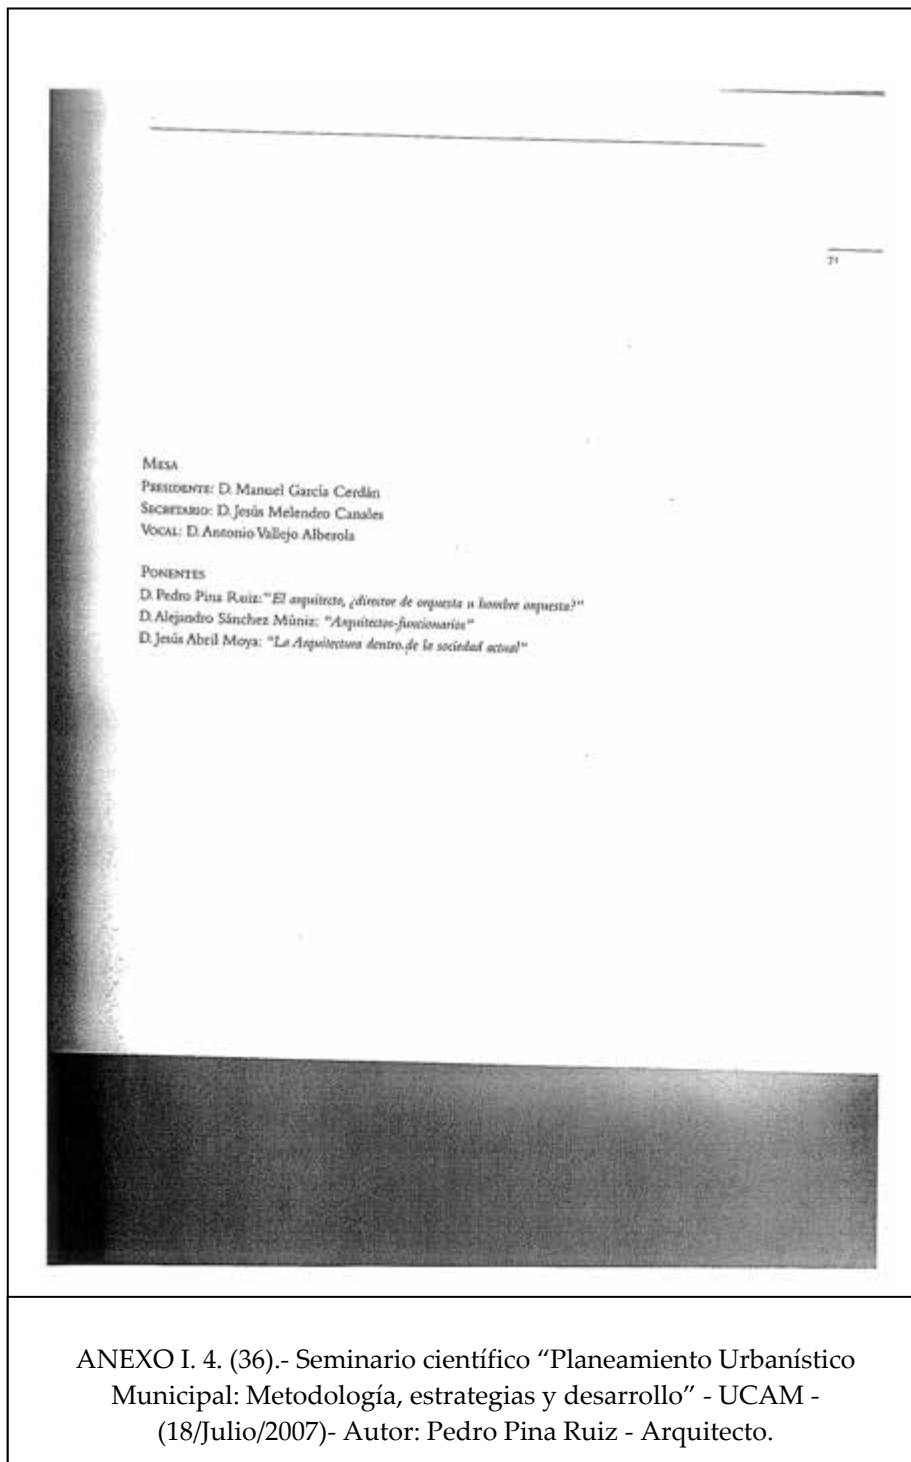 71
MESA
PRESIDENTE: D. Manuel García Cerdán
SECRETARIO: D. Jesús Melendro Canales
VOCAL: D. Antonio Vallejo Alberola
PONENTES
D. Pedro Pina Ruiz: "El arquitecto, ¿director de orquesta u hombre orquesta?"
D. Alejandro Sánchez Múniz: "Arquitectos-funcionarios"
D. Jesús Abril Moya: "La Arquitectura dentro de la sociedad actual"
ANEXO I. 4. (36).- Seminario científico “Planeamiento Urbanístico
Municipal: Metodología, estrategias y desarrollo” - UCAM -
(18/Julio/2007)- Autor: Pedro Pina Ruiz - Arquitecto.